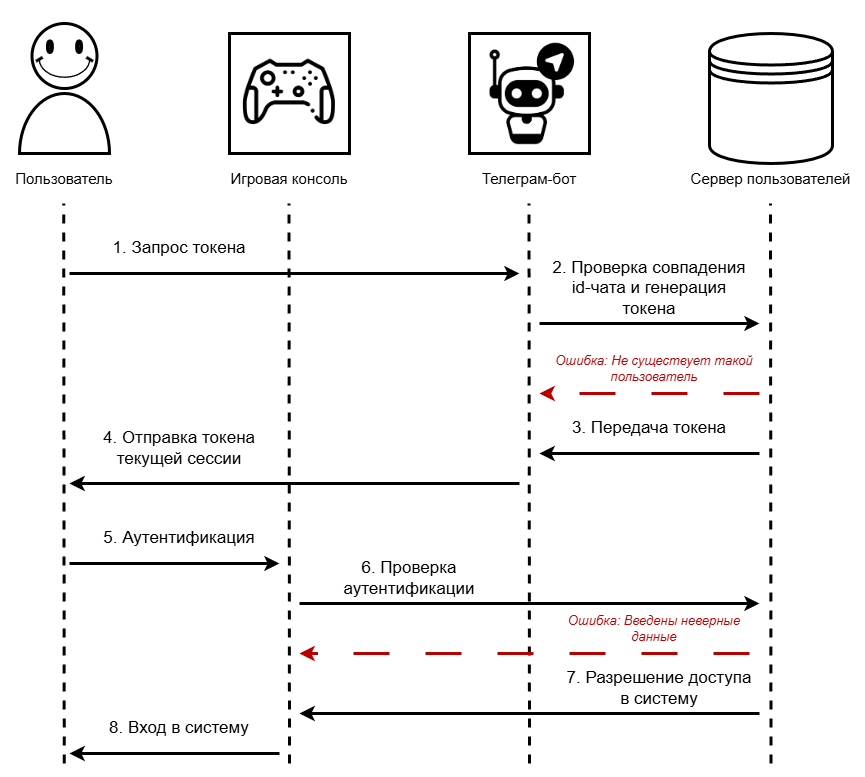 Пользователь
Игровая консоль
Телеграм-бот
Сервер пользователей
1. Запрос токена
2. Проверка совпадения
id-чата и генерация
токена
Ошибка: Не существует такой
пользователь
3. Передача токена
4. Отправка токена
текущей сессии
5. Аутентификация
6. Проверка
аутентификации
Ошибка: Введены неверные
данные
7. Разрешение доступа
в систему
8. Вход в систему